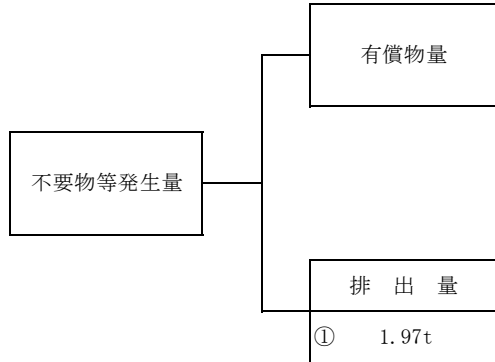 有償物量
不要物等発生量
排 出 量
① 1.97t